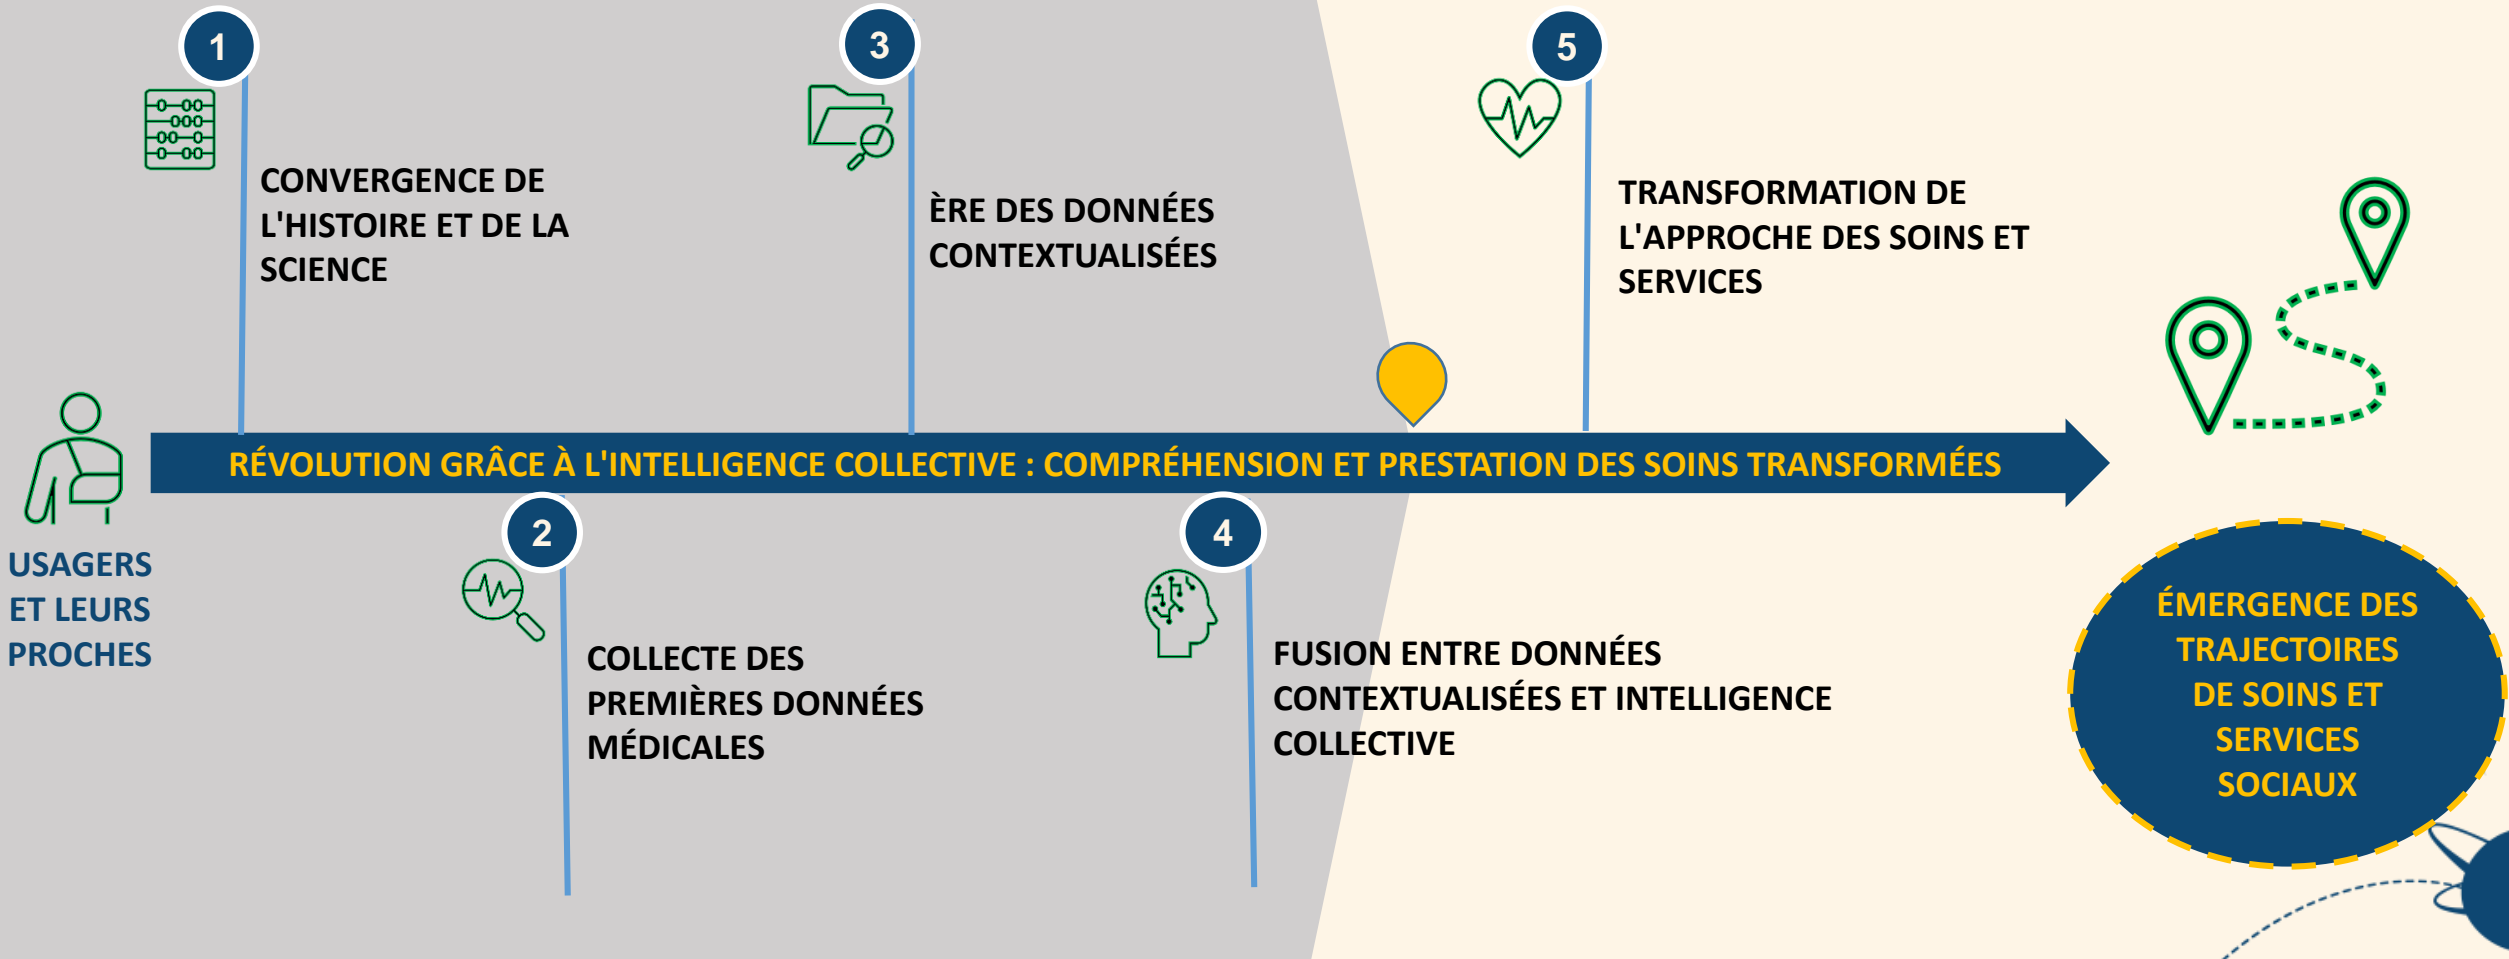 1
CONVERGENCE DE
L'HISTOIRE ET DE LA
SCIENCE
3
ÈRE DES DONNÉES
CONTEXTUALISÉES
5
TRANSFORMATION DE
L'APPROCHE DES SOINS ET
SERVICES
RÉVOLUTION GRÂCE À L'INTELLIGENCE COLLECTIVE : COMPRÉHENSION ET PRESTATION DES SOINS TRANSFORMÉES
USAGERS
ET LEURS
PROCHES
2
COLLECTE DES
PREMIÈRES DONNÉES
MÉDICALES
4
FUSION ENTRE DONNÉES
CONTEXTUALISÉES ET INTELLIGENCE
COLLECTIVE
ÉMERGENCE DES
TRAJECTOIRES
DE SOINS ET
SERVICES
SOCIAUX